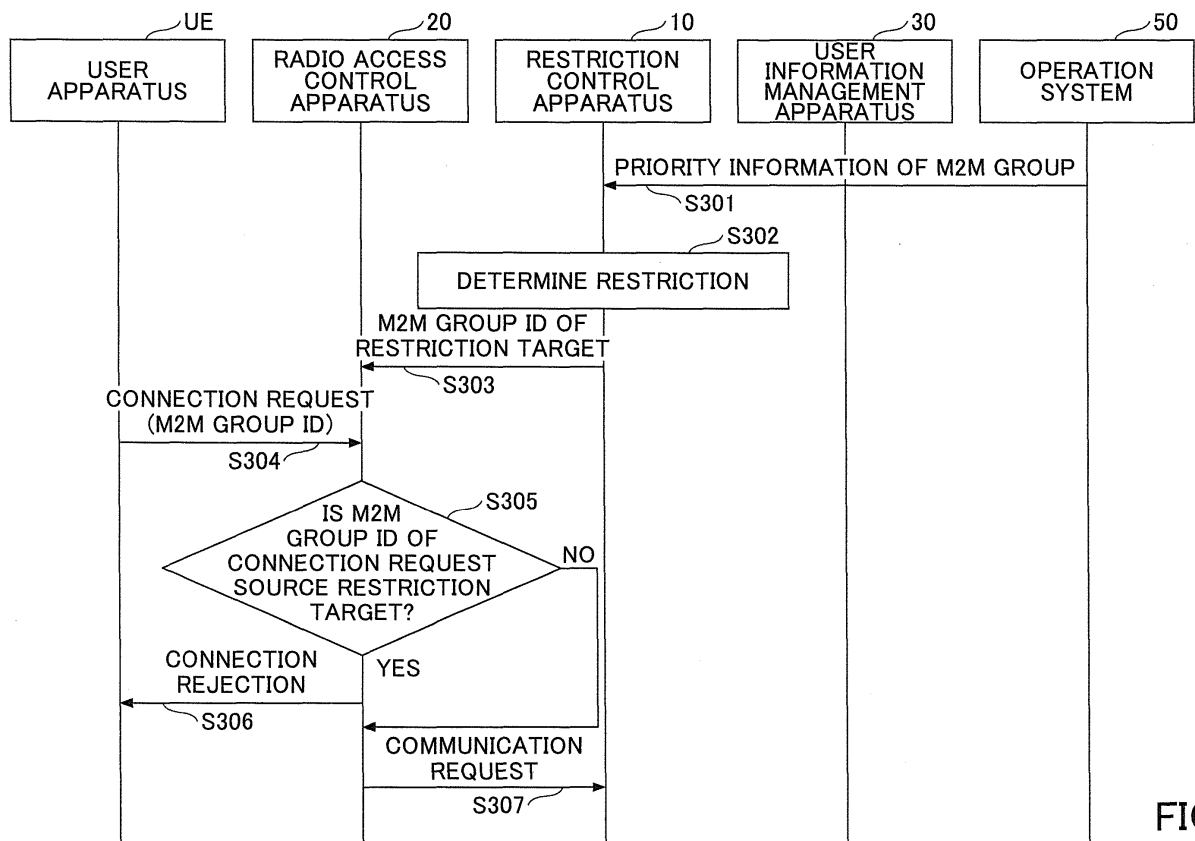 UE
20
10
30
50
USER
APPARATUS
RADIO ACCESS
CONTROL
APPARATUS
RESTRICTION
CONTROL
APPARATUS
USER
INFORMATION
MANAGEMENT
APPARATUS
OPERATION
SYSTEM
PRIORITY INFORMATION OF M2M GROUP
S301
S302
DETERMINE RESTRICTION
M2M GROUP ID OF
RESTRICTION TARGET
S303
CONNECTION REQUEST
(M2M GROUP ID)
S304
S305
IS M2M
GROUP ID OF
CONNECTION REQUEST
SOURCE RESTRICTION
TARGET?
NO
YES
CONNECTION
REJECTION
S306
COMMUNICATION
REQUEST
S307